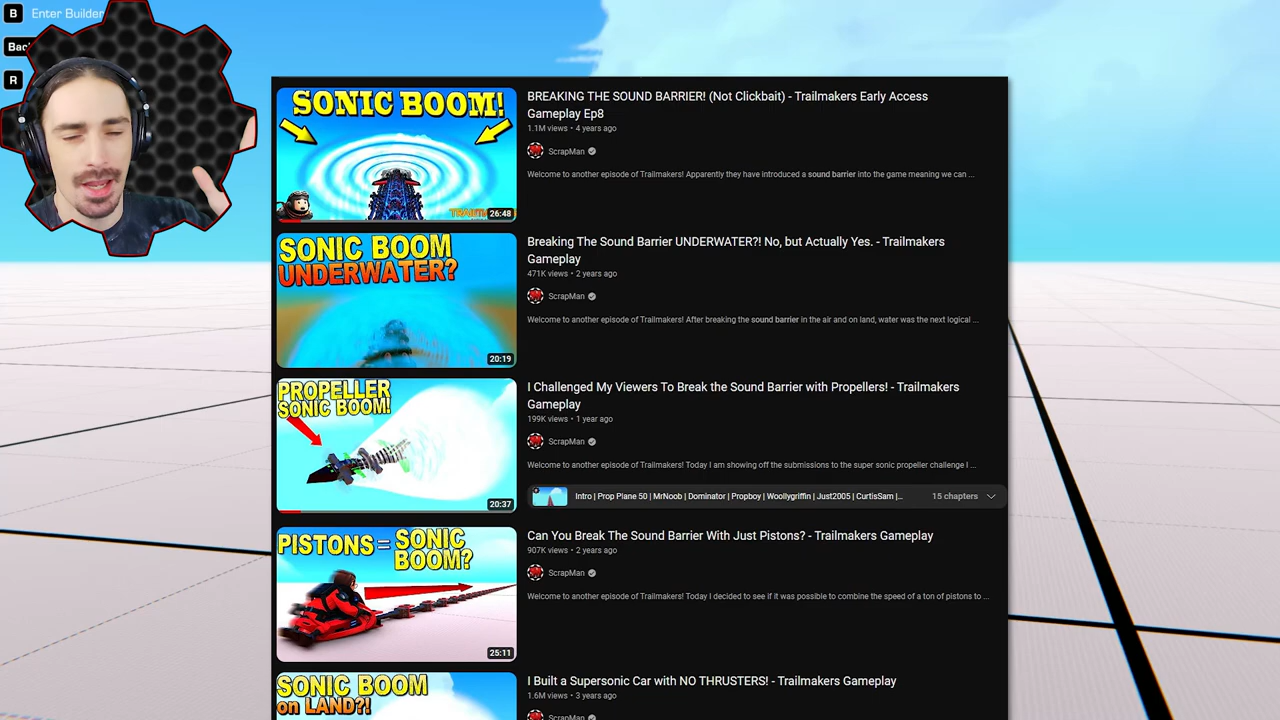 B Enter Builder
Bac
R
SONIC BOOM!
TRAILM
26:48
BREAKING THE SOUND BARRIER! (Not Clickbait) - Trailmakers Early Access
Gameplay Ep8
1.1M views • 4 years ago
ScrapMan
Welcome to another episode of Trailmakers! Apparently they have introduced a sound barrier into the game meaning we can ...
SONIC BOOM
UNDERWATER?
20:19
Breaking The Sound Barrier UNDERWATER?! No, but Actually Yes. - Trailmakers
Gameplay
471K views • 2 years ago
ScrapMan
Welcome to another episode of Trailmakers! After breaking the sound barrier in the air and on land, water was the next logical ...
PROPELLER
SONIC BOOM!
20:37
I Challenged My Viewers To Break the Sound Barrier with Propellers! - Trailmakers
Gameplay
199K views • 1 year ago
ScrapMan
Welcome to another episode of Trailmakers! Today I am showing off the submissions to the super sonic propeller challenge I ...
Intro | Prop Plane 50 | MrNoob | Dominator | Propboy | Woollygriffin | Just2005 | CurtisSam |...
15 chapters
PISTONS = SONIC
BOOM?
25:11
Can You Break The Sound Barrier With Just Pistons? - Trailmakers Gameplay
907K views • 2 years ago
ScrapMan
Welcome to another episode of Trailmakers! Today I decided to see if it was possible to combine the speed of a ton of pistons to ...
SONIC BOOM
on LAND?!
I Built a Supersonic Car with NO THRUSTERS! - Trailmakers Gameplay
1.6M views • 3 years ago
ScrapMan